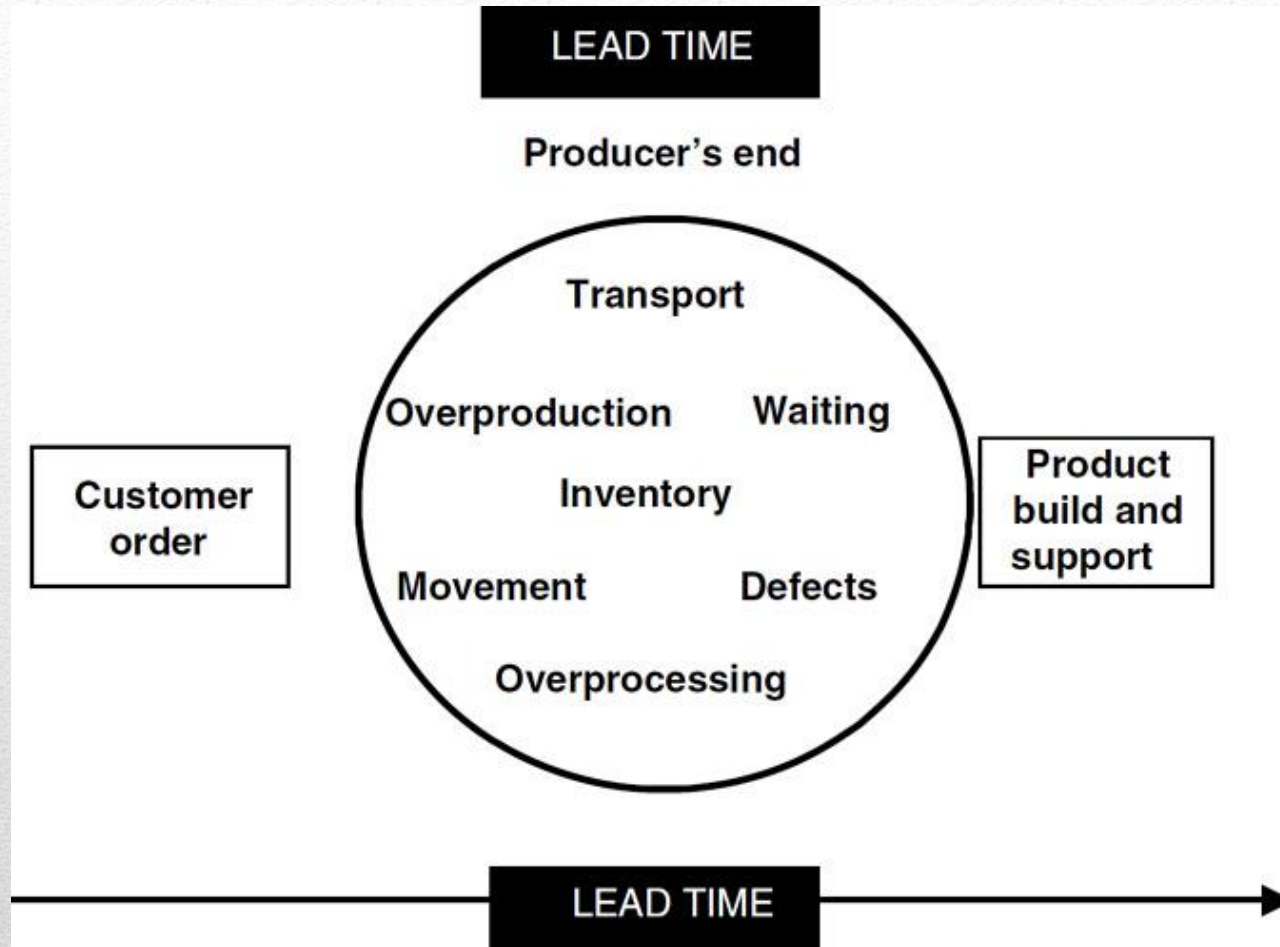 LEAD TIME
Producer’s end
Transport
Overproduction Waiting
Inventory
Customer
order
Product
build and
support
Movement Defects
Overprocessing
LEAD TIME